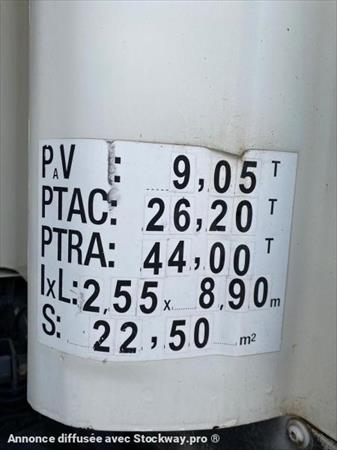 PAV : 9,05 T
PTAC: 26,20 T
PTRA: 44,00 T
lxL: 2,55 x 8,90 m
S: 22,50 m²
Annonce diffusée avec Stockway.pro ®